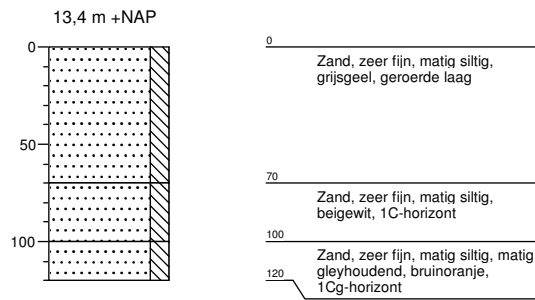 13,4 m +NAP
0
50
100
0
Zand, zeer fijn, matig siltig,
grijsgeel, geroerde laag
70
Zand, zeer fijn, matig siltig,
beigewit, 1C-horizont
100
Zand, zeer fijn, matig siltig, matig
gleyhoudend, bruinoranje,
1Cg-horizont
120